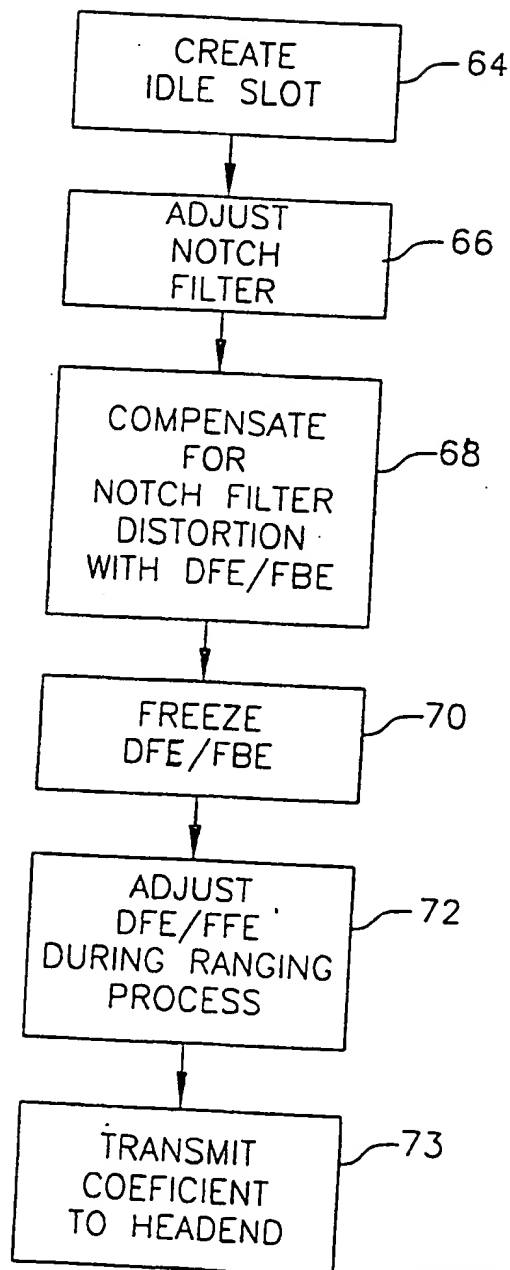 CREATE
IDLE SLOT
64
ADJUST
NOTCH
FILTER
66
COMPENSATE
FOR
NOTCH FILTER
DISTORTION
WITH DFE/FBE
68
FREEZE
DFE/FBE
70
ADJUST
DFE/FFE
DURING RANGING
PROCESS
72
TRANSMIT
COEFICIENT
TO HEADEND
73